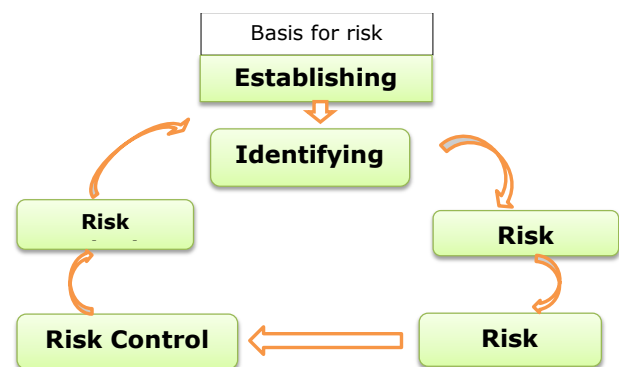 Basis for risk
Establishing
Identifying
Risk
Risk
Risk Control
Risk